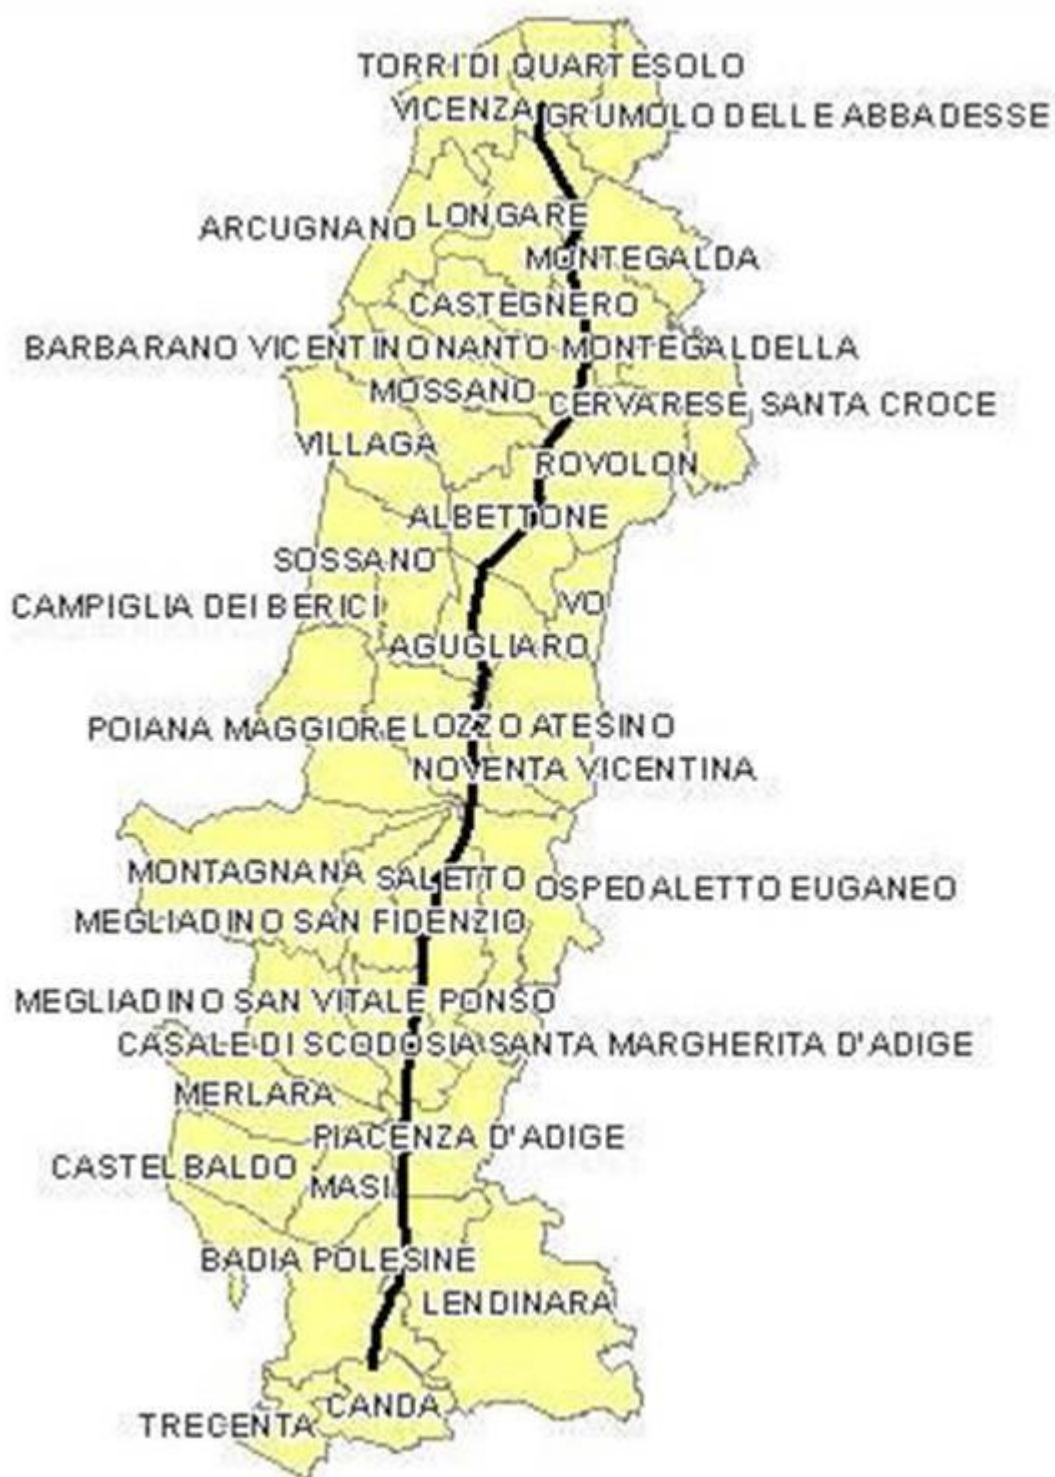 TORRI DI QUARTESOLO
VICENZA
GRUMOLO DELLE ABBADESSE
LONGARE
ARCUGNANO
MONTEGALDA
CASTEGNERO
BARBARANO VICENTINO
NANTO
MONTEGALDELLA
MOSSANO
CERVARESE SANTA CROCE
VILLAGA
ROVOLON
ALBETTONE
SOSSANO
CAMPIGLIA DEI BERICI
VO
AGUGLIARO
POIANA MAGGIORE
LOZZO ATESINO
NOVENTA VICENTINA
MONTAGNANA
SALETTO
OSPEDALETTO EUGANEO
MEGLIADINO SAN FIDENZIO
MEGLIADINO SAN VITALE
PONSO
CASALE DI SCODOSIA
SANTA MARGHERITA D'ADIGE
MERLARA
PIACENZA D'ADIGE
CASTELBALDO
MASI
BADIA POLESINE
LENDINARA
CANDA
TRECENTA